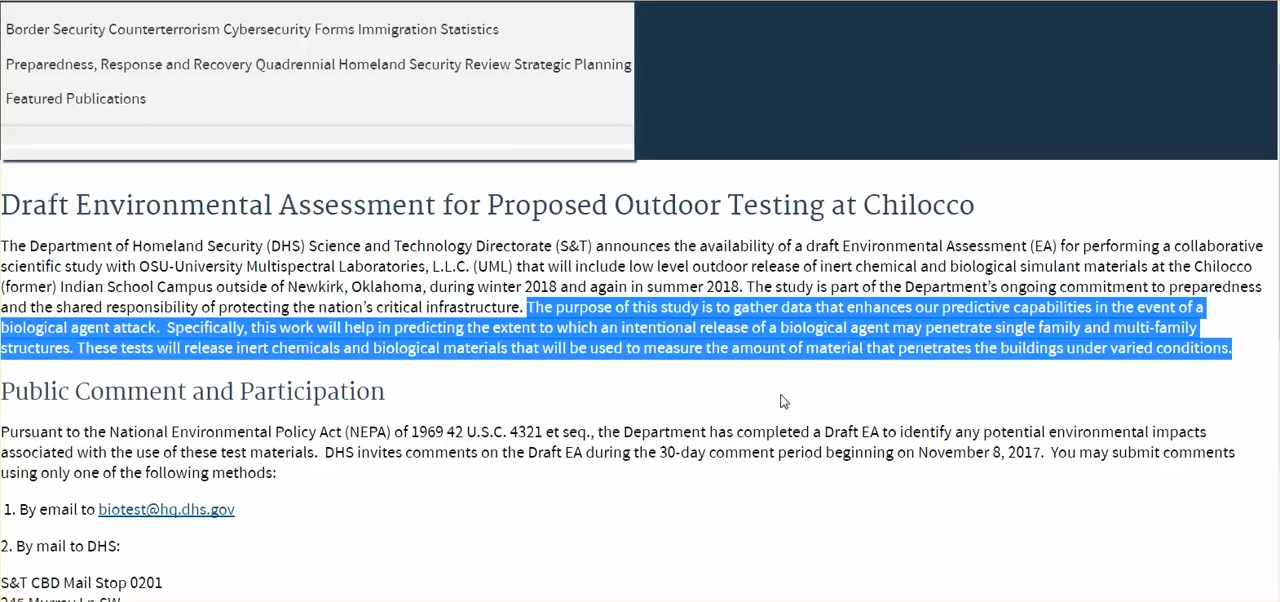 Border Security Counterterrorism Cybersecurity Forms Immigration Statistics
Preparedness, Response and Recovery Quadrennial Homeland Security Review Strategic Planning
Featured Publications
Draft Environmental Assessment for Proposed Outdoor Testing at Chilocco
The Department of Homeland Security (DHS) Science and Technology Directorate (S&T) announces the availability of a draft Environmental Assessment (EA) for performing a collaborative
scientific study with OSU-University Multispectral Laboratories, L.L.C. (UML) that will include low level outdoor release of inert chemical and biological simulant materials at the Chilocco
(former) Indian School Campus outside of Newkirk, Oklahoma, during winter 2018 and again in summer 2018. The study is part of the Department's ongoing commitment to preparedness
and the shared responsibility of protecting the nation's critical infrastructure. The purpose of this study is to gather data that enhances our predictive capabilities in the event of a
biological agent attack.  Specifically, this work will help in predicting the extent to which an intentional release of a biological agent may penetrate single family and multi-family
structures. These tests will release inert chemicals and biological materials that will be used to measure the amount of material that penetrates the buildings under varied conditions.
Public Comment and Participation
Pursuant to the National Environmental Policy Act (NEPA) of 1969 42 U.S.C. 4321 et seq., the Department has completed a Draft EA to identify any potential environmental impacts
associated with the use of these test materials.  DHS invites comments on the Draft EA during the 30-day comment period beginning on November 8, 2017.  You may submit comments
using only one of the following methods:
1. By email to biotest@hq.dhs.gov
2. By mail to DHS:
S&T CBD Mail Stop 0201
245 Murray Ln SW